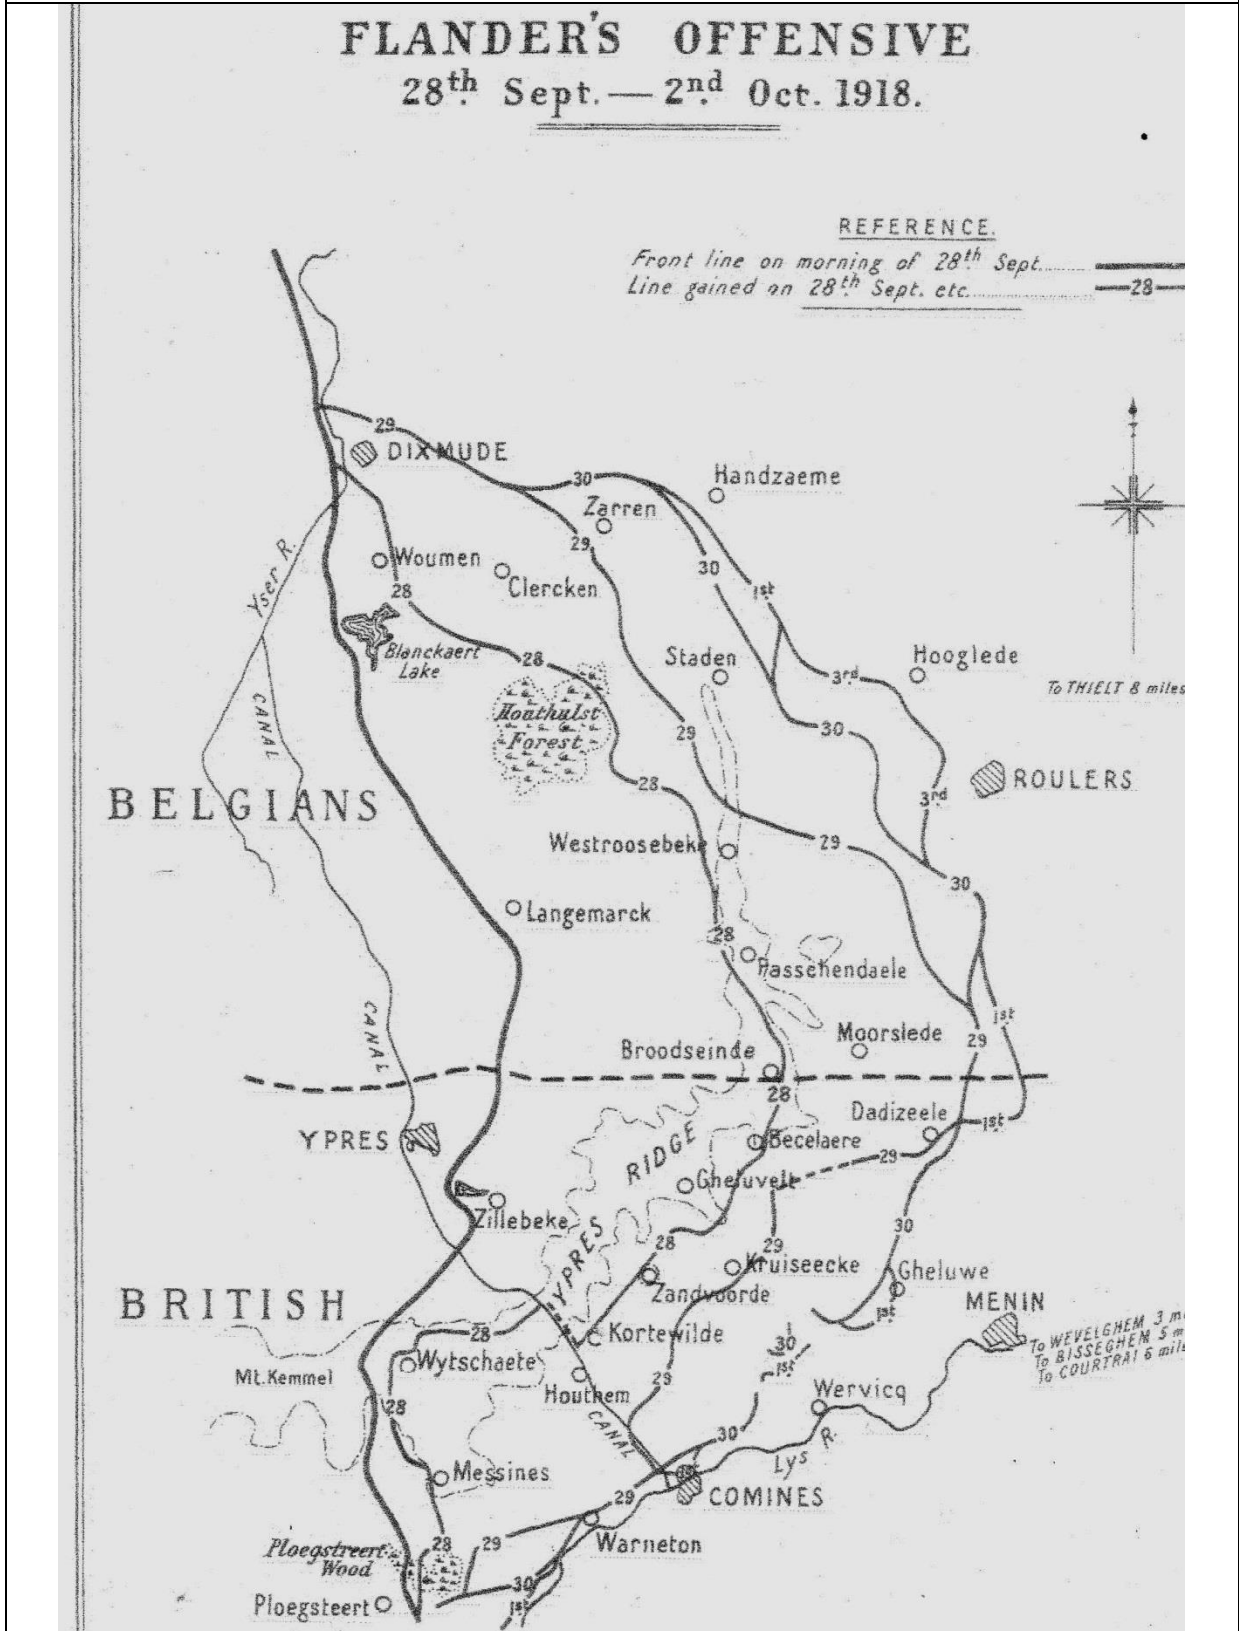 FLANDER'S OFFENSIVE
28th Sept. — 2nd Oct. 1918.
REFERENCE.
Front line on morning of 28th Sept.
Line gained on 28th Sept. etc. 28
29
DIXMUDE
30
Handzaeme
Zarren
29
Woumen
Clercken
30
1st
Yser R.
28
Blanckaert
Lake
28
Staden
Hooglede
3rd
To THIELT 8 miles
CANAL
Houthulst
Forest
29
30
28
ROULERS
BELGIANS
3rd
Westroosebeke
29
30
Langemarck
28
Passchendaele
CANAL
1st
29
Moorslede
Broodseinde
28
Dadizeele
1st
YPRES
Becelaere
29
RIDGE
Gheluvelt
Zillebeke
YPRES
30
28
29
Kruiseecke
Gheluwe
Zandvoorde
MENIN
BRITISH
1st
28
Kortewilde
30
To WEVELGHEM 3 m
To BISSEGHEM 5 m
To COURTRAI 6 mile
Wytschaete
1st
Mt. Kemmel
29
Houthem
Wervicq
28
CANAL
30
Lys R.
Messines
29
COMINES
Ploegstreert
Wood
28
29
Warneton
30
Ploegsteert
1st